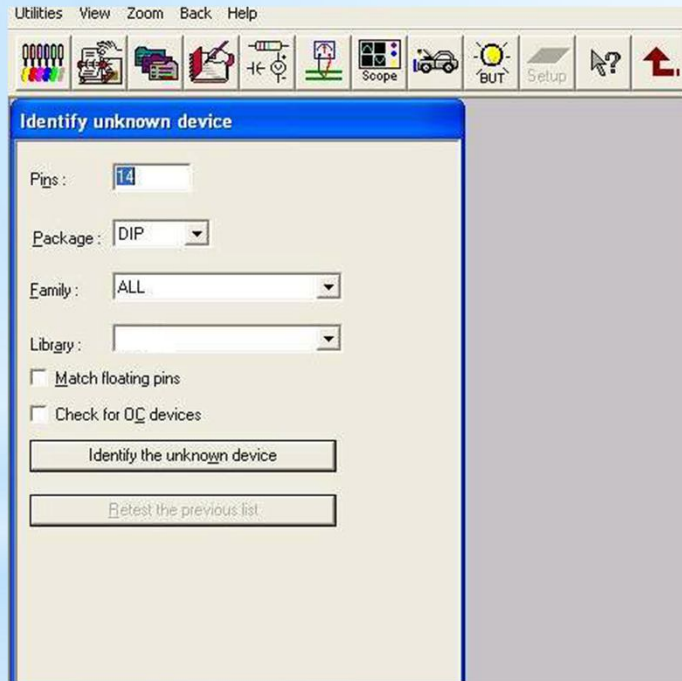 Utilities View Zoom Back Help
Scope BUT Setup
Identify unknown device
Pins : 14
Package : DIP
Family : ALL
Library :
Match floating pins
Check for OC devices
Identify the unknown device
Retest the previous list